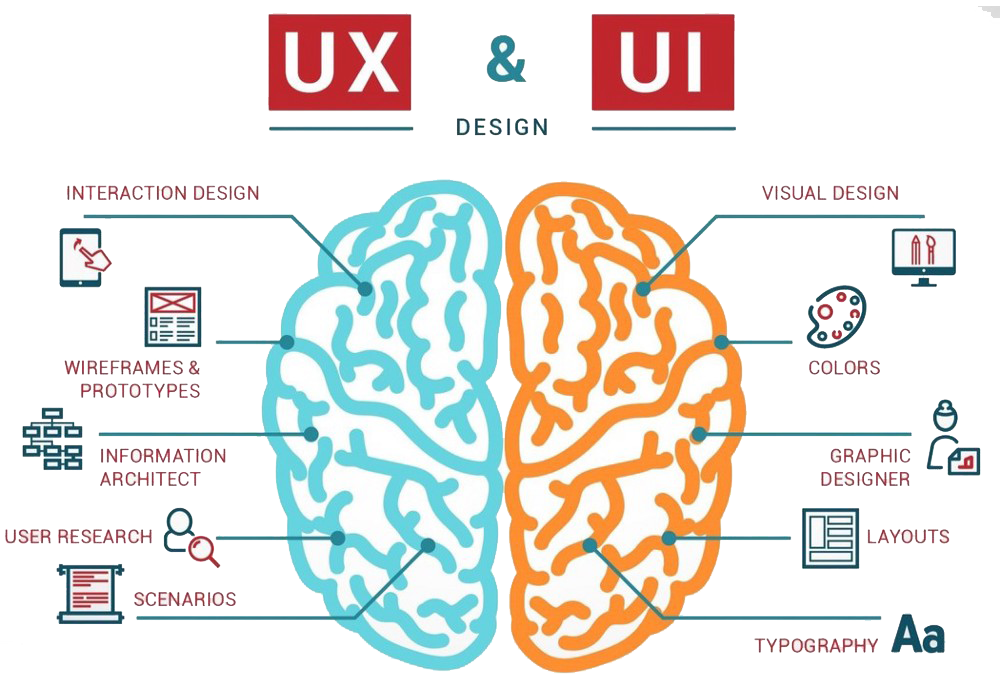 UX & UI
DESIGN
INTERACTION DESIGN
WIREFRAMES &
PROTOTYPES
INFORMATION
ARCHITECT
USER RESEARCH
SCENARIOS
VISUAL DESIGN
COLORS
GRAPHIC
DESIGNER
LAYOUTS
TYPOGRAPHY Aa